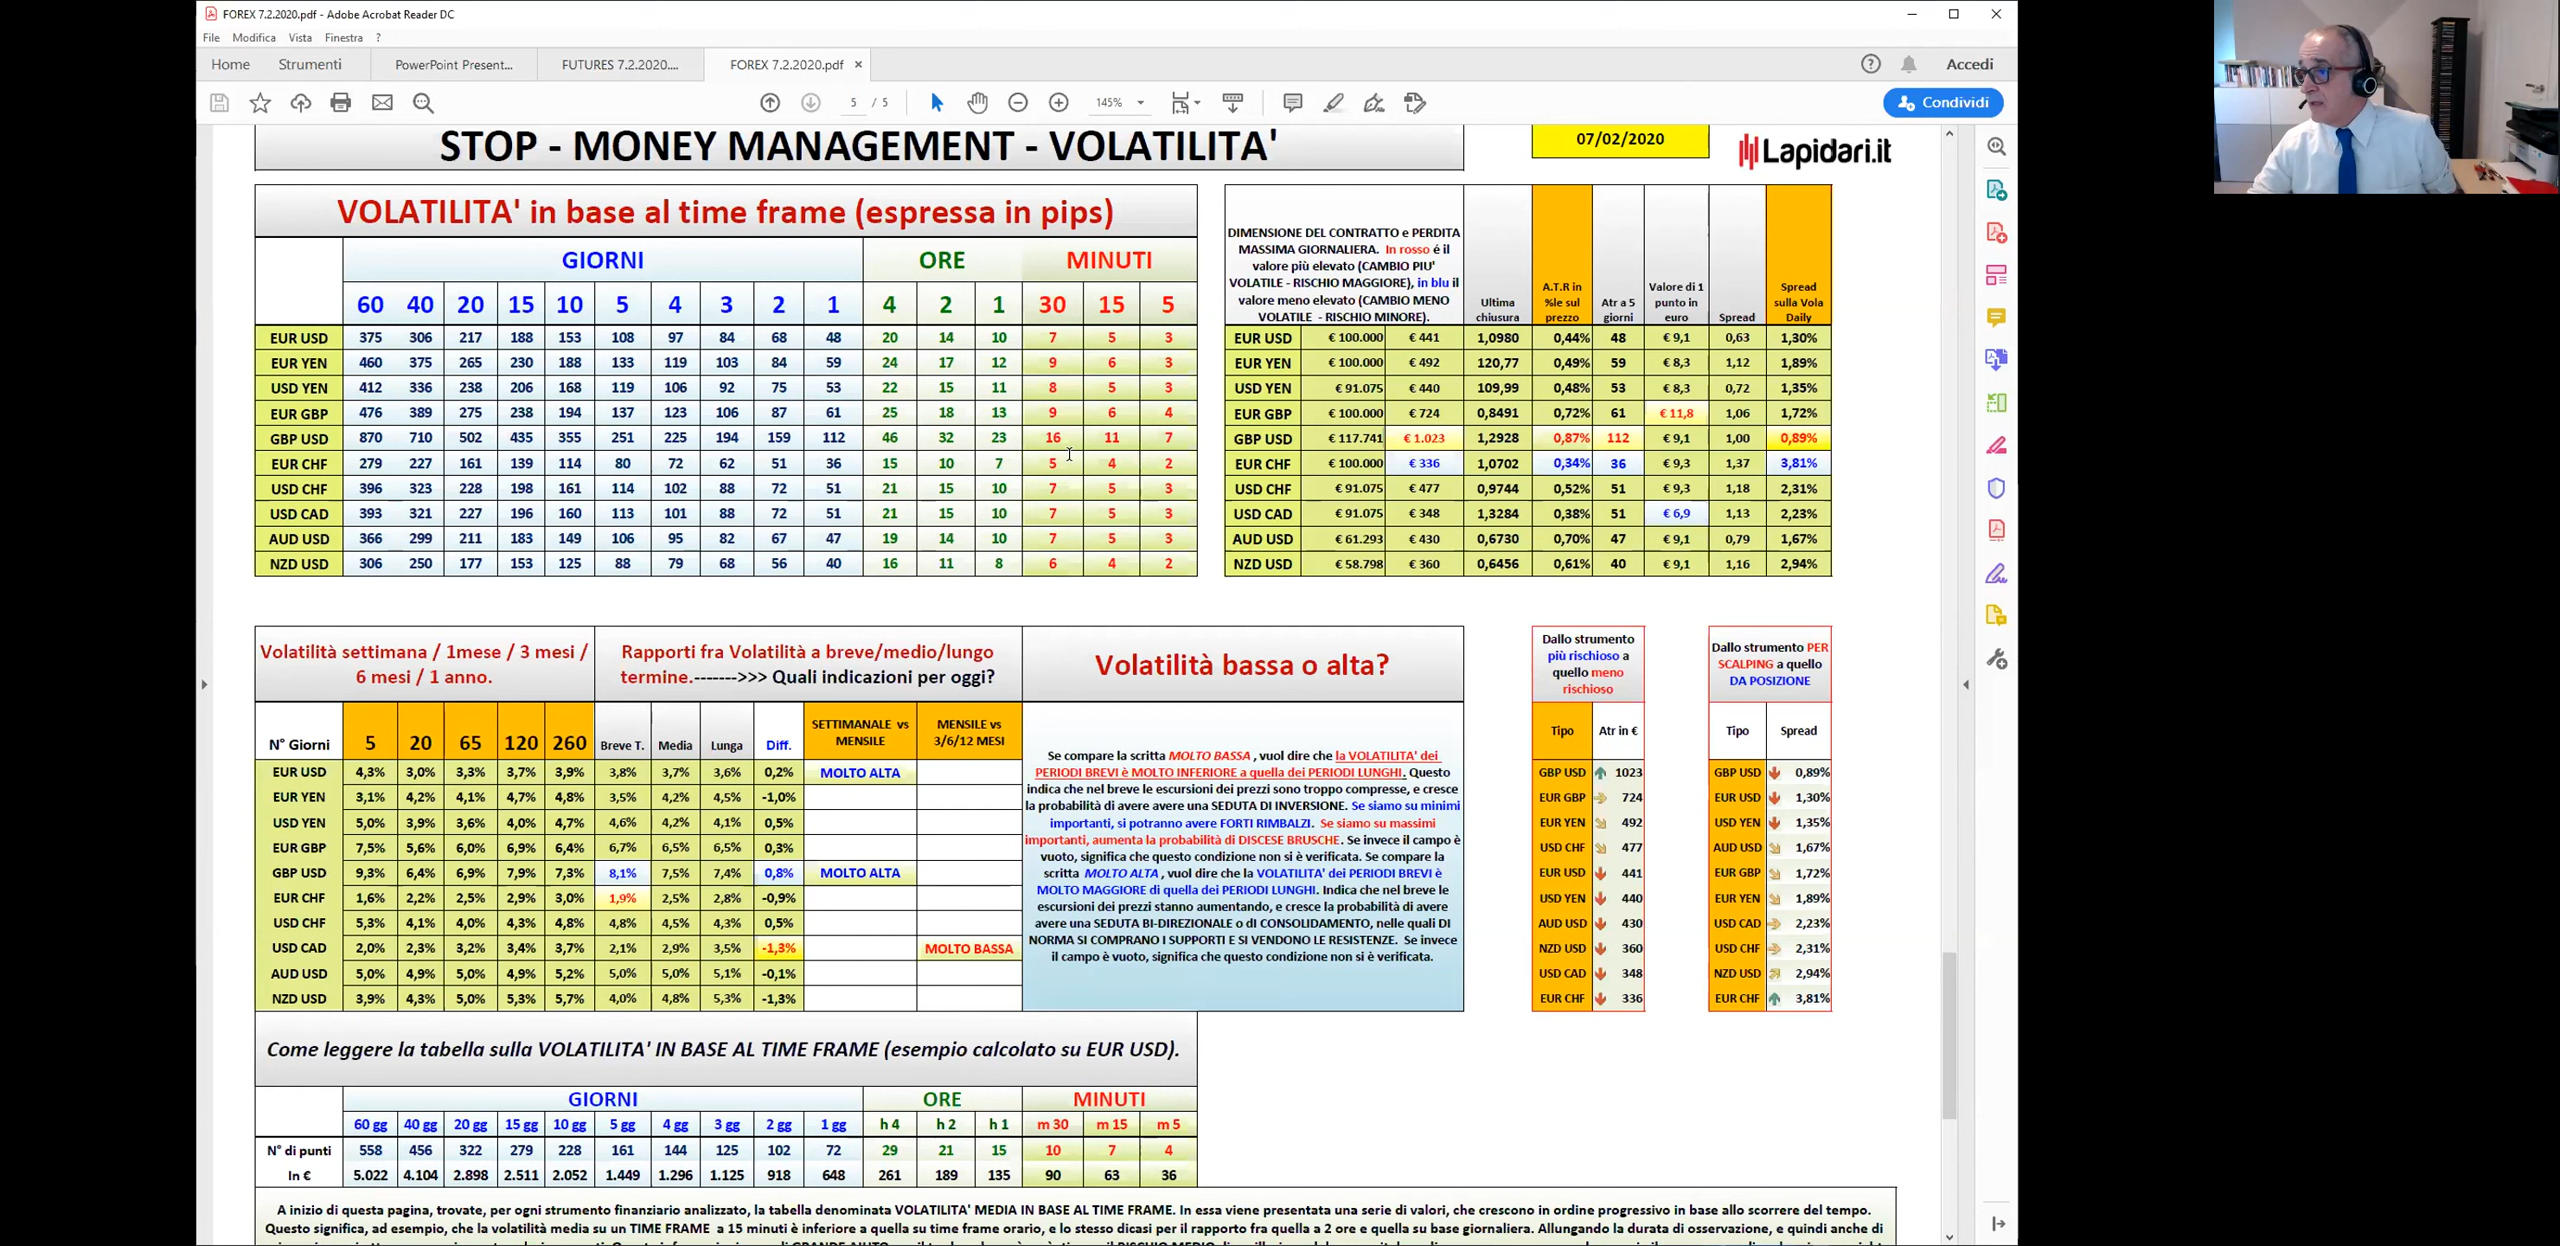 FOREX 7.2.2020.pdf - Adobe Acrobat Reader DC
File Modifica Vista Finestra ?
Home Strumenti PowerPoint Present... FUTURES 7.2.2020.... FOREX 7.2.2020.pdf × Accedi
5 / 5 145% Condividi
STOP - MONEY MANAGEMENT - VOLATILITA'
07/02/2020
Lapidari.it
VOLATILITA' in base al time frame (espressa in pips)
GIORNI ORE MINUTI
60 40 20 15 10 5 4 3 2 1 4 2 1 30 15 5
EUR USD 375 306 217 188 153 108 97 84 68 48 20 14 10 7 5 3
EUR YEN 460 375 265 230 188 133 119 103 84 59 24 17 12 9 6 3
USD YEN 412 336 238 206 168 119 106 92 75 53 22 15 11 8 5 3
EUR GBP 476 389 275 238 194 137 123 106 87 61 25 18 13 9 6 4
GBP USD 870 710 502 435 355 251 225 194 159 112 46 32 23 16 11 7
EUR CHF 279 227 161 139 114 80 72 62 51 36 15 10 7 5 4 2
USD CHF 396 323 228 198 161 114 102 88 72 51 21 15 10 7 5 3
USD CAD 393 321 227 196 160 113 101 88 72 51 21 15 10 7 5 3
AUD USD 366 299 211 183 149 106 95 82 67 47 19 14 10 7 5 3
NZD USD 306 250 177 153 125 88 79 68 56 40 16 11 8 6 4 2
DIMENSIONE DEL CONTRATTO e PERDITA
MASSIMA GIORNALIERA. In rosso é il
valore più elevato (CAMBIO PIU'
VOLATILE - RISCHIO MAGGIORE), in blu il
valore meno elevato (CAMBIO MENO
VOLATILE - RISCHIO MINORE).
Ultima chiusura
A.T.R in %le sul prezzo
Atr a 5 giorni
Valore di 1 punto in euro
Spread
Spread sulla Vola Daily
EUR USD € 100.000 € 441 1,0980 0,44% 48 € 9,1 0,63 1,30%
EUR YEN € 100.000 € 492 120,77 0,49% 59 € 8,3 1,12 1,89%
USD YEN € 91.075 € 440 109,99 0,48% 53 € 8,3 0,72 1,35%
EUR GBP € 100.000 € 724 0,8491 0,72% 61 € 11,8 1,06 1,72%
GBP USD € 117.741 € 1.023 1,2928 0,87% 112 € 9,1 1,00 0,89%
EUR CHF € 100.000 € 336 1,0702 0,34% 36 € 9,3 1,37 3,81%
USD CHF € 91.075 € 477 0,9744 0,52% 51 € 9,3 1,18 2,31%
USD CAD € 91.075 € 348 1,3284 0,38% 51 € 6,9 1,13 2,23%
AUD USD € 61.293 € 430 0,6730 0,70% 47 € 9,1 0,79 1,67%
NZD USD € 58.798 € 360 0,6456 0,61% 40 € 9,1 1,16 2,94%
Volatilità settimana / 1mese / 3 mesi /
6 mesi / 1 anno.
Rapporti fra Volatilità a breve/medio/lungo
termine.------->>> Quali indicazioni per oggi?
N° Giorni 5 20 65 120 260 Breve T. Media Lunga Diff. SETTIMANALE vs MENSILE MENSILE vs 3/6/12 MESI
EUR USD 4,3% 3,0% 3,3% 3,7% 3,9% 3,8% 3,7% 3,6% 0,2% MOLTO ALTA
EUR YEN 3,1% 4,2% 4,1% 4,7% 4,8% 3,5% 4,2% 4,5% -1,0%
USD YEN 5,0% 3,9% 3,6% 4,0% 4,7% 4,6% 4,2% 4,1% 0,5%
EUR GBP 7,5% 5,6% 6,0% 6,9% 6,4% 6,7% 6,5% 6,5% 0,3%
GBP USD 9,3% 6,4% 6,9% 7,9% 7,3% 8,1% 7,5% 7,4% 0,8% MOLTO ALTA
EUR CHF 1,6% 2,2% 2,5% 2,9% 3,0% 1,9% 2,5% 2,8% -0,9%
USD CHF 5,3% 4,1% 4,0% 4,3% 4,8% 4,8% 4,5% 4,3% 0,5%
USD CAD 2,0% 2,3% 3,2% 3,4% 3,7% 2,1% 2,9% 3,5% -1,3% MOLTO BASSA
AUD USD 5,0% 4,9% 5,0% 4,9% 5,2% 5,0% 5,0% 5,1% -0,1%
NZD USD 3,9% 4,3% 5,0% 5,3% 5,7% 4,0% 4,8% 5,3% -1,3%
Volatilità bassa o alta?
Se compare la scritta MOLTO BASSA , vuol dire che la VOLATILITA' dei
PERIODI BREVI è MOLTO INFERIORE a quella dei PERIODI LUNGHI. Questo
indica che nel breve le escursioni dei prezzi sono troppo compresse, e cresce
la probabilità di avere avere una SEDUTA DI INVERSIONE. Se siamo su minimi
importanti, si potranno avere FORTI RIMBALZI. Se siamo su massimi
importanti, aumenta la probabilità di DISCESE BRUSCHE. Se invece il campo è
vuoto, significa che questo condizione non si è verificata. Se compare la
scritta MOLTO ALTA , vuol dire che la VOLATILITA' dei PERIODI BREVI è
MOLTO MAGGIORE di quella dei PERIODI LUNGHI. Indica che nel breve le
escursioni dei prezzi stanno aumentando, e cresce la probabilità di avere
avere una SEDUTA BI-DIREZIONALE o dI CONSOLIDAMENTO, nelle quali DI
NORMA SI COMPRANO I SUPPORTI E SI VENDONO LE RESISTENZE. Se invece
il campo è vuoto, significa che questo condizione non si è verificata.
Dallo strumento
più rischioso a
quello meno
rischioso
Tipo Atr in €
GBP USD 1023
EUR GBP 724
EUR YEN 492
USD CHF 477
EUR USD 441
USD YEN 440
AUD USD 430
NZD USD 360
USD CAD 348
EUR CHF 336
Dallo strumento PER
SCALPING a quello
DA POSIZIONE
Tipo Spread
GBP USD 0,89%
EUR USD 1,30%
USD YEN 1,35%
AUD USD 1,67%
EUR GBP 1,72%
EUR YEN 1,89%
USD CAD 2,23%
USD CHF 2,31%
NZD USD 2,94%
EUR CHF 3,81%
Come leggere la tabella sulla VOLATILITA' IN BASE AL TIME FRAME (esempio calcolato su EUR USD).
GIORNI ORE MINUTI
60 gg 40 gg 20 gg 15 gg 10 gg 5 gg 4 gg 3 gg 2 gg 1 gg h 4 h 2 h 1 m 30 m 15 m 5
N° di punti 558 456 322 279 228 161 144 125 102 72 29 21 15 10 7 4
In € 5.022 4.104 2.898 2.511 2.052 1.449 1.296 1.125 918 648 261 189 135 90 63 36
A inizio di questa pagina, trovate, per ogni strumento finanziario analizzato, la tabella denominata VOLATILITA' MEDIA IN BASE AL TIME FRAME. In essa viene presentata una serie di valori, che crescono in ordine progressivo in base allo scorrere del tempo.
Questo significa, ad esempio, che la volatilità media su un TIME FRAME a 15 minuti è inferiore a quella su time frame orario, e lo stesso dicasi per il rapporto fra quella a 2 ore e quella su base giornaliera. Allungando la durata di osservazione, e quindi anche di